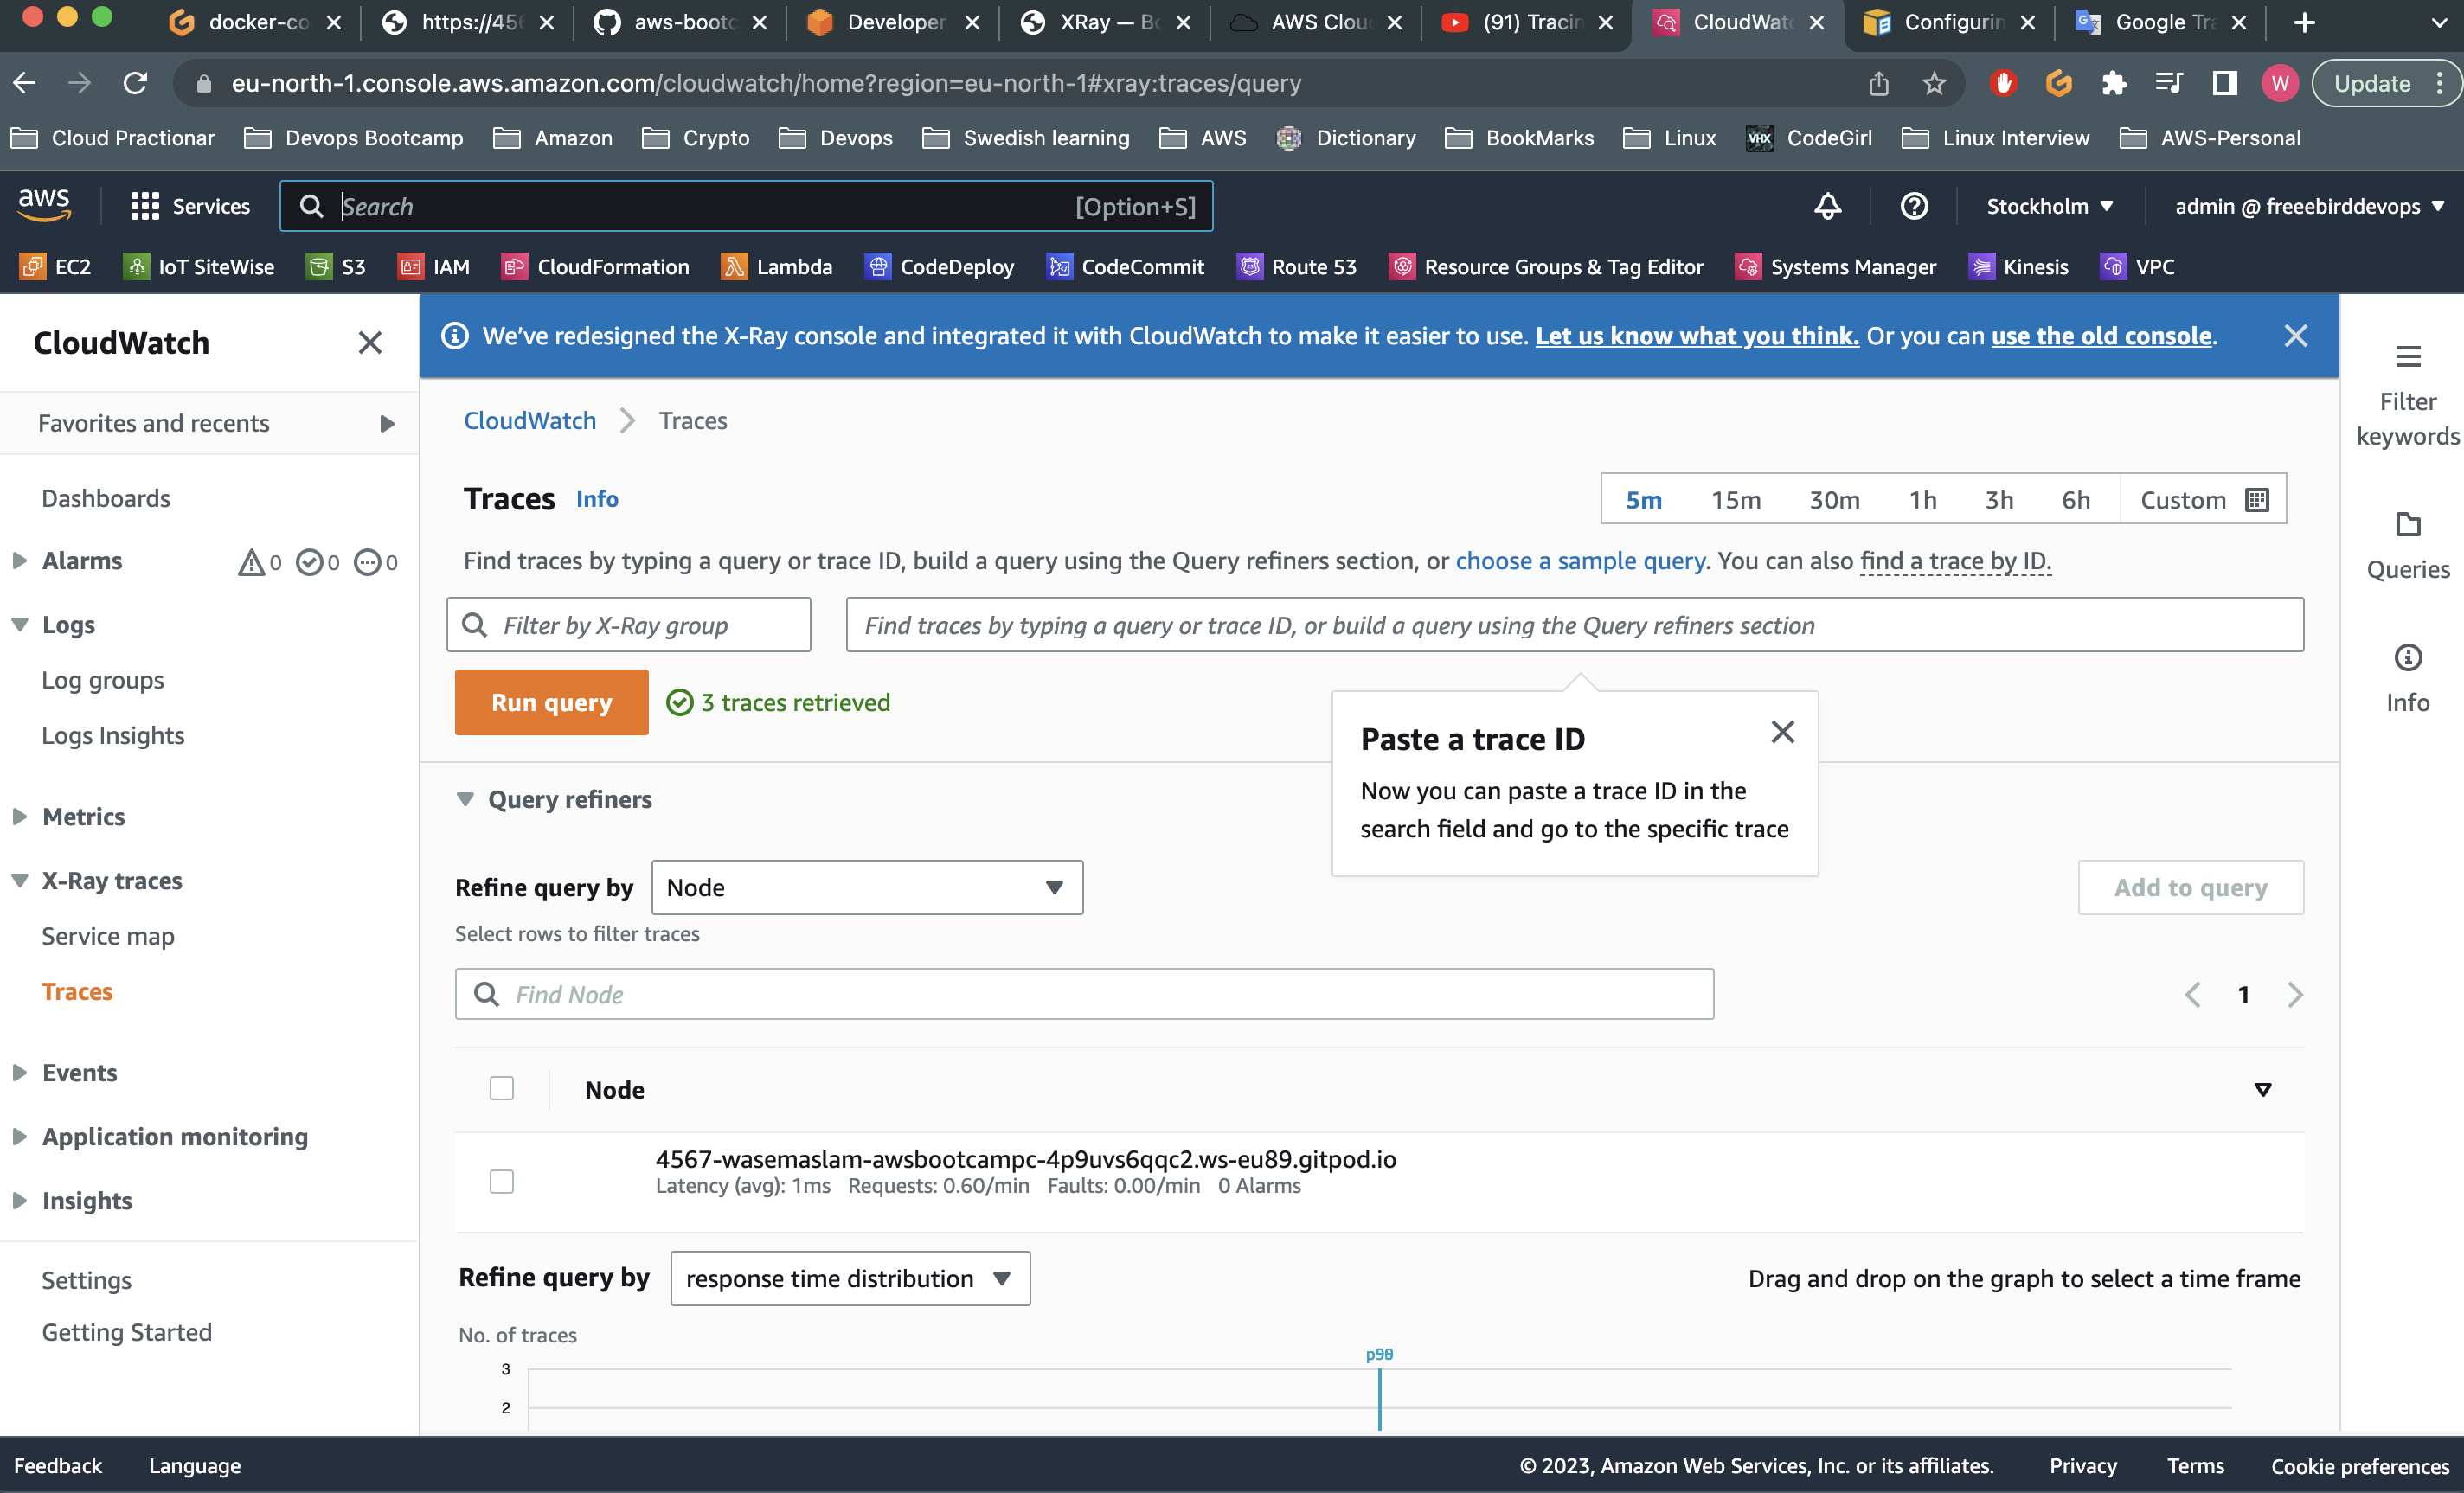 docker-co
https://456
aws-bootc
Developer
XRay — Bo
AWS Clou
(91) Tracin
CloudWat
Configurin
Google Tra
eu-north-1.console.aws.amazon.com/cloudwatch/home?region=eu-north-1#xray:traces/query
W
Update
Cloud Practionar
Devops Bootcamp
Amazon
Crypto
Devops
Swedish learning
AWS
Dictionary
BookMarks
Linux
VHX
CodeGirl
Linux Interview
AWS-Personal
aws
Services
Search
[Option+S]
Stockholm
admin @ freeebirddevops
EC2
IoT SiteWise
S3
IAM
CloudFormation
Lambda
CodeDeploy
CodeCommit
Route 53
Resource Groups & Tag Editor
Systems Manager
Kinesis
VPC
CloudWatch
Favorites and recents
Dashboards
Alarms
0
0
0
Logs
Log groups
Logs Insights
Metrics
X-Ray traces
Service map
Traces
Events
Application monitoring
Insights
Settings
Getting Started
We've redesigned the X-Ray console and integrated it with CloudWatch to make it easier to use. Let us know what you think. Or you can use the old console.
CloudWatch
Traces
Traces Info
5m
15m
30m
1h
3h
6h
Custom
Find traces by typing a query or trace ID, build a query using the Query refiners section, or choose a sample query. You can also find a trace by ID.
Filter by X-Ray group
Find traces by typing a query or trace ID, or build a query using the Query refiners section
Run query
3 traces retrieved
Paste a trace ID
Now you can paste a trace ID in the
search field and go to the specific trace
Query refiners
Refine query by
Node
Add to query
Select rows to filter traces
Find Node
1
Node
4567-wasemaslam-awsbootcampc-4p9uvs6qqc2.ws-eu89.gitpod.io
Latency (avg): 1ms Requests: 0.60/min Faults: 0.00/min 0 Alarms
Refine query by
response time distribution
Drag and drop on the graph to select a time frame
No. of traces
3
2
Filter
keywords
Queries
Info
Feedback
Language
© 2023, Amazon Web Services, Inc. or its affiliates.
Privacy
Terms
Cookie preferences